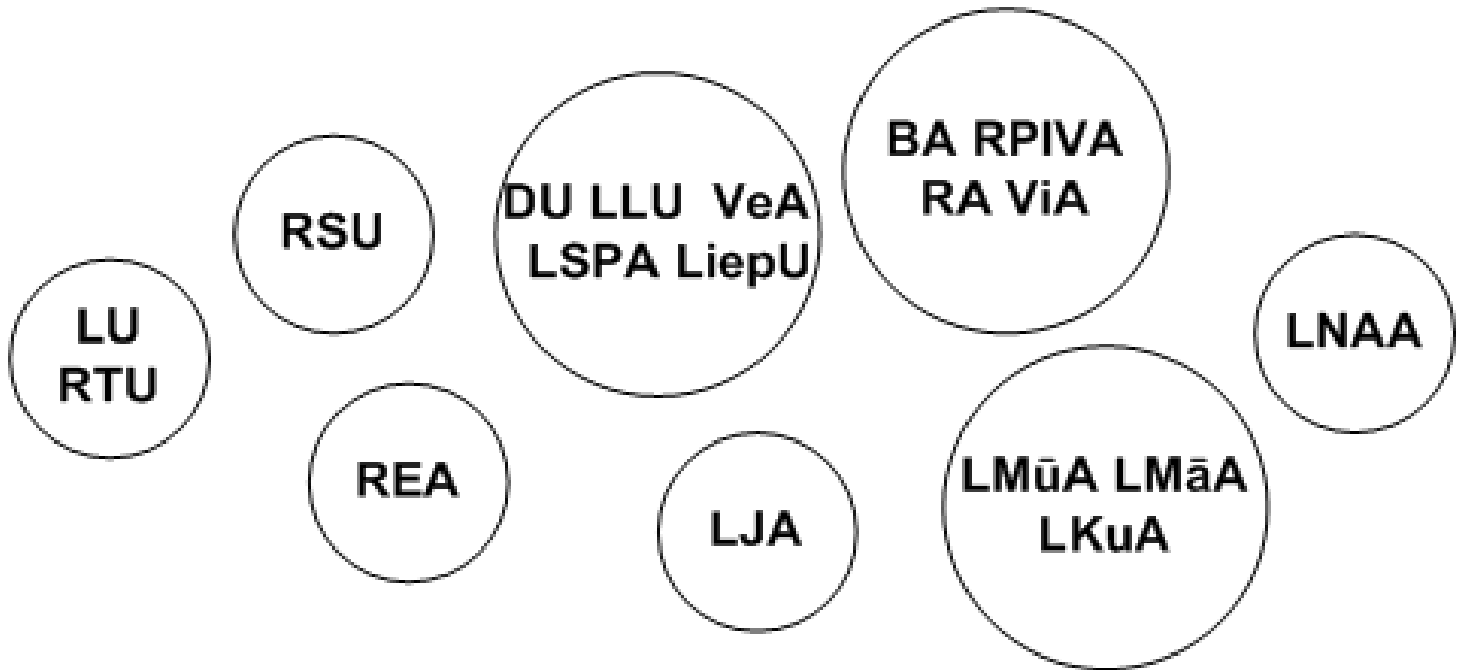 BA RPIVA
RA ViA
DU LLU VeA
LSPA LiepU
RSU
LU
RTU
LNAA
REA
LMūA LMāA
LKuA
LJA